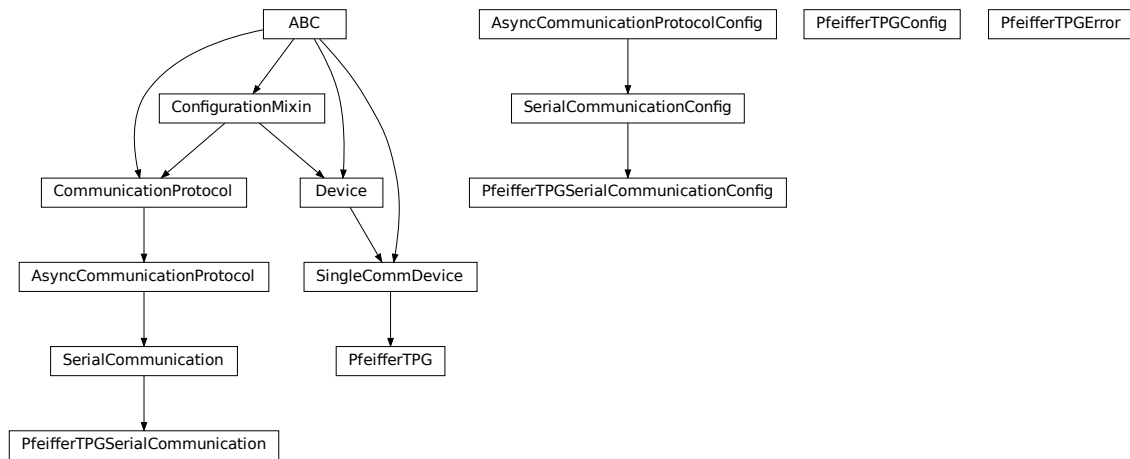 ABC
AsyncCommunicationProtocolConfig
PfeifferTPGConfig
PfeifferTPGError
ConfigurationMixin
SerialCommunicationConfig
CommunicationProtocol
Device
PfeifferTPGSerialCommunicationConfig
AsyncCommunicationProtocol
SingleCommDevice
SerialCommunication
PfeifferTPG
PfeifferTPGSerialCommunication